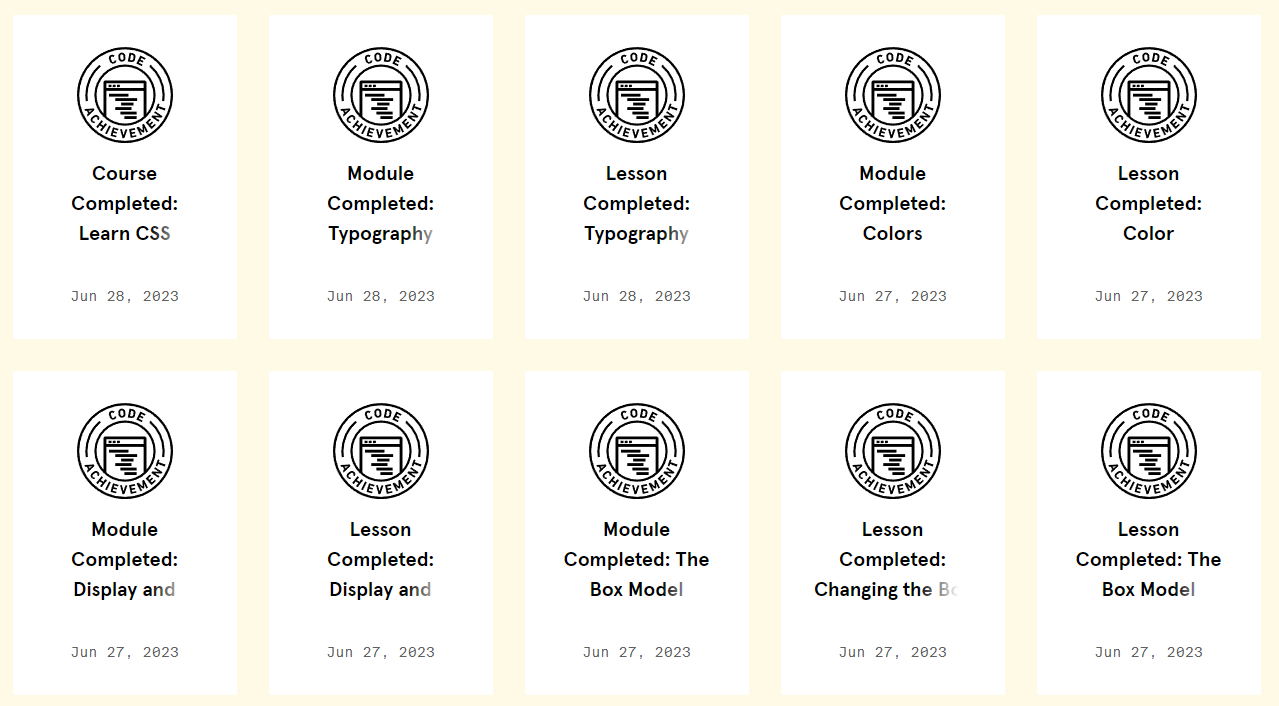 CODE ACHIEVEMENT
Course
Completed:
Learn CSS
Jun 28, 2023
CODE ACHIEVEMENT
Module
Completed:
Typography
Jun 28, 2023
CODE ACHIEVEMENT
Lesson
Completed:
Typography
Jun 28, 2023
CODE ACHIEVEMENT
Module
Completed:
Colors
Jun 27, 2023
CODE ACHIEVEMENT
Lesson
Completed:
Color
Jun 27, 2023
CODE ACHIEVEMENT
Module
Completed:
Display and
Jun 27, 2023
CODE ACHIEVEMENT
Lesson
Completed:
Display and
Jun 27, 2023
CODE ACHIEVEMENT
Module
Completed: The
Box Model
Jun 27, 2023
CODE ACHIEVEMENT
Lesson
Completed:
Changing the
Jun 27, 2023
CODE ACHIEVEMENT
Lesson
Completed: The
Box Model
Jun 27, 2023